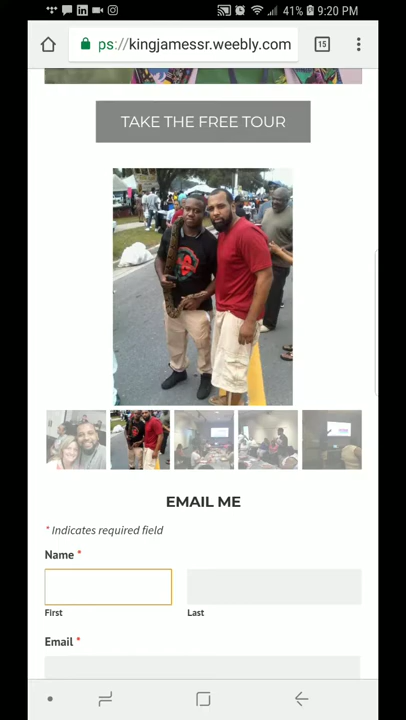 41% 9:20 PM
ps://kingjamessr.weebly.com
15
TAKE THE FREE TOUR
EMAIL ME
* Indicates required field
Name *
First Last
Email *